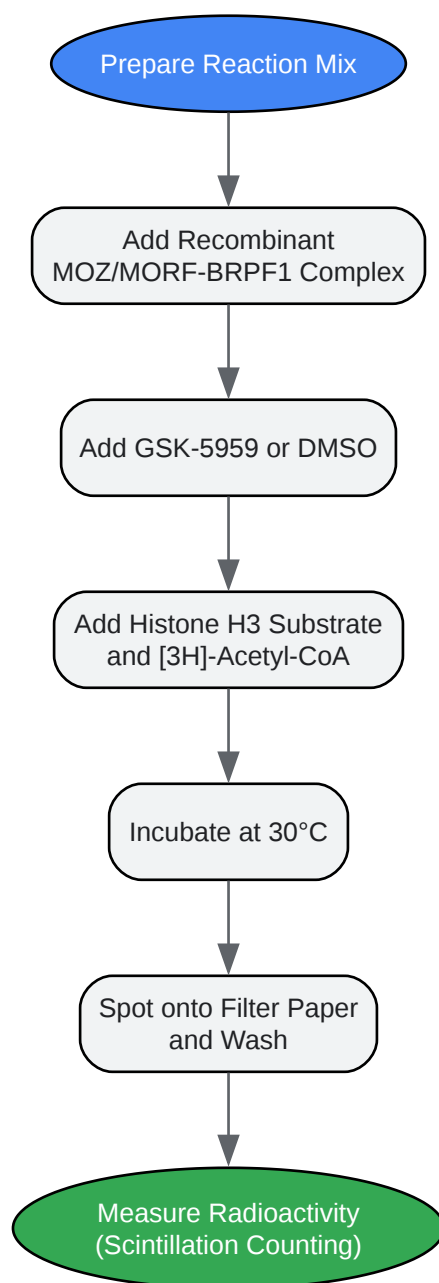 Prepare Reaction Mix
Add Recombinant
MOZ/MORF-BRPF1 Complex
Add GSK-5959 or DMSO
Add Histone H3 Substrate
and [3H]-Acetyl-CoA
Incubate at 30°C
Spot onto Filter Paper
and Wash
Measure Radioactivity
(Scintillation Counting)